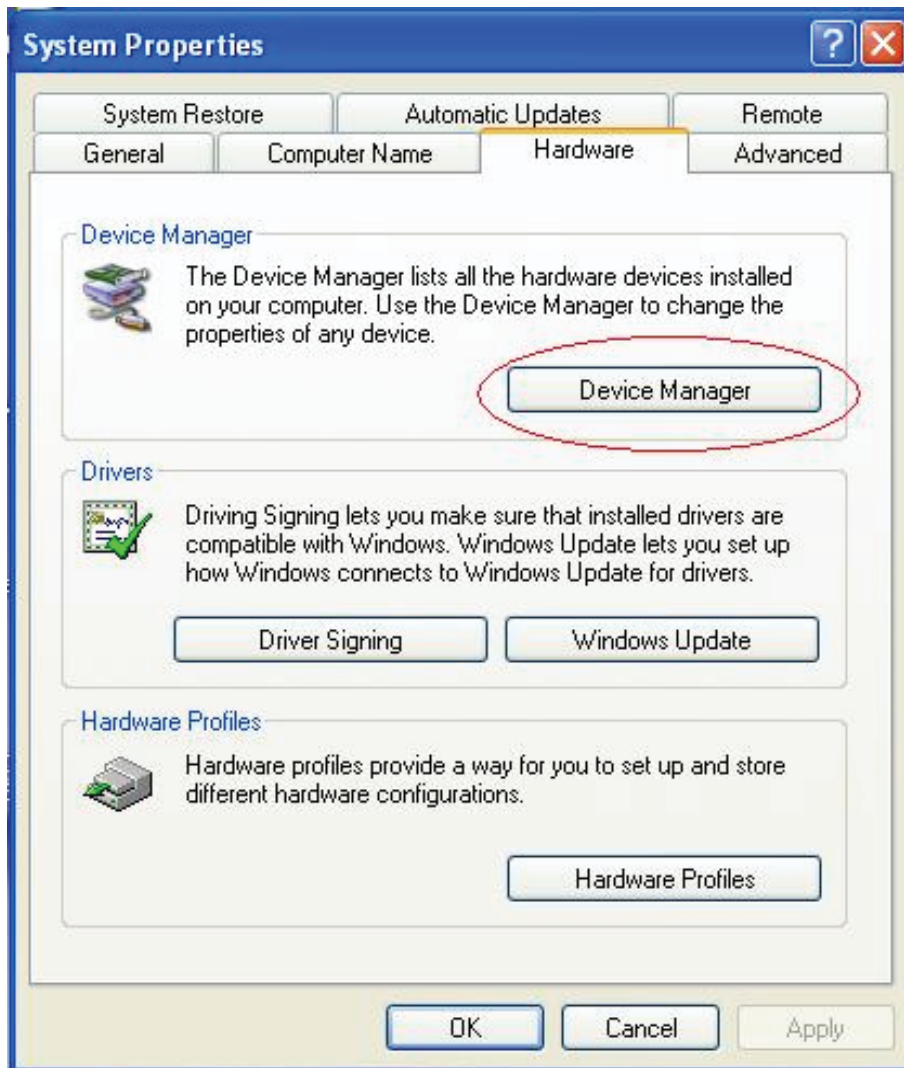 System Properties
System Restore Automatic Updates Remote
General Computer Name Hardware Advanced
Device Manager
The Device Manager lists all the hardware devices installed
on your computer. Use the Device Manager to change the
properties of any device.
Device Manager
Drivers
Driving Signing lets you make sure that installed drivers are
compatible with Windows. Windows Update lets you set up
how Windows connects to Windows Update for drivers.
Driver Signing Windows Update
Hardware Profiles
Hardware profiles provide a way for you to set up and store
different hardware configurations.
Hardware Profiles
OK Cancel Apply